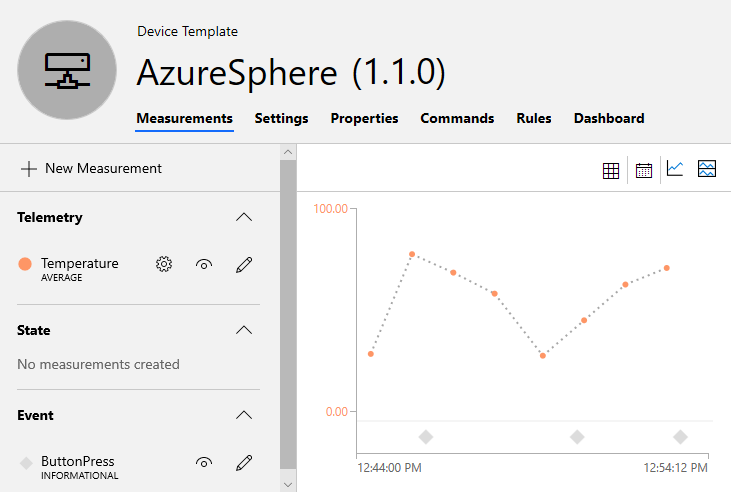 Device Template
AzureSphere (1.1.0)
Measurements Settings Properties Commands Rules Dashboard
New Measurement
Telemetry
Temperature
AVERAGE
State
No measurements created
Event
ButtonPress
INFORMATIONAL
100.00
0.00
12:44:00 PM 12:54:12 PM